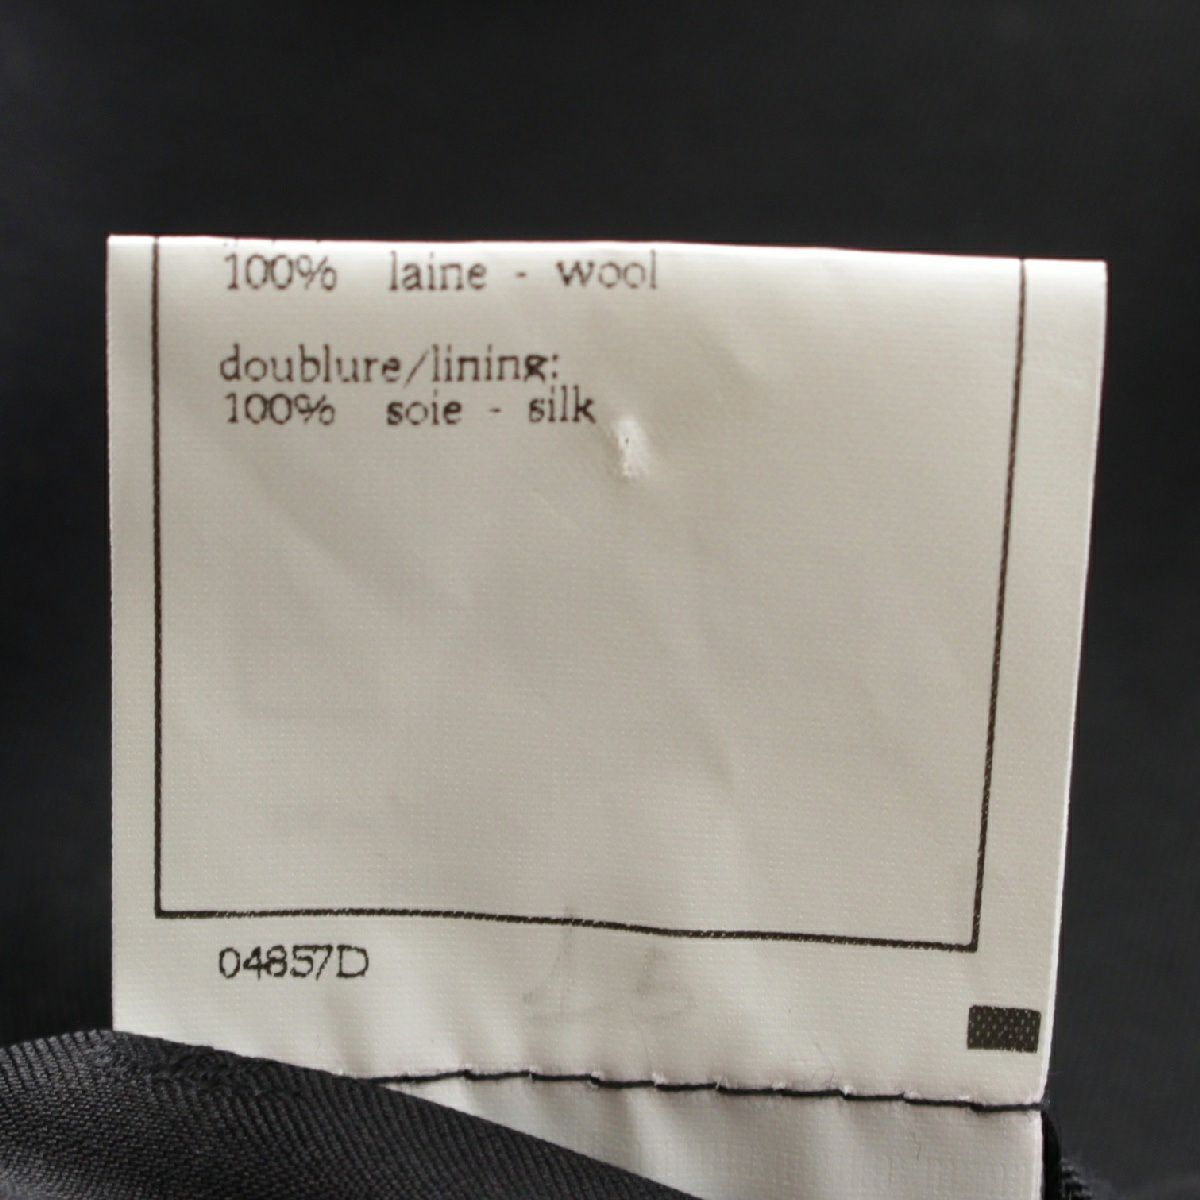 100% laine - wool
doublure/lining:
100% soie - silk
04857D